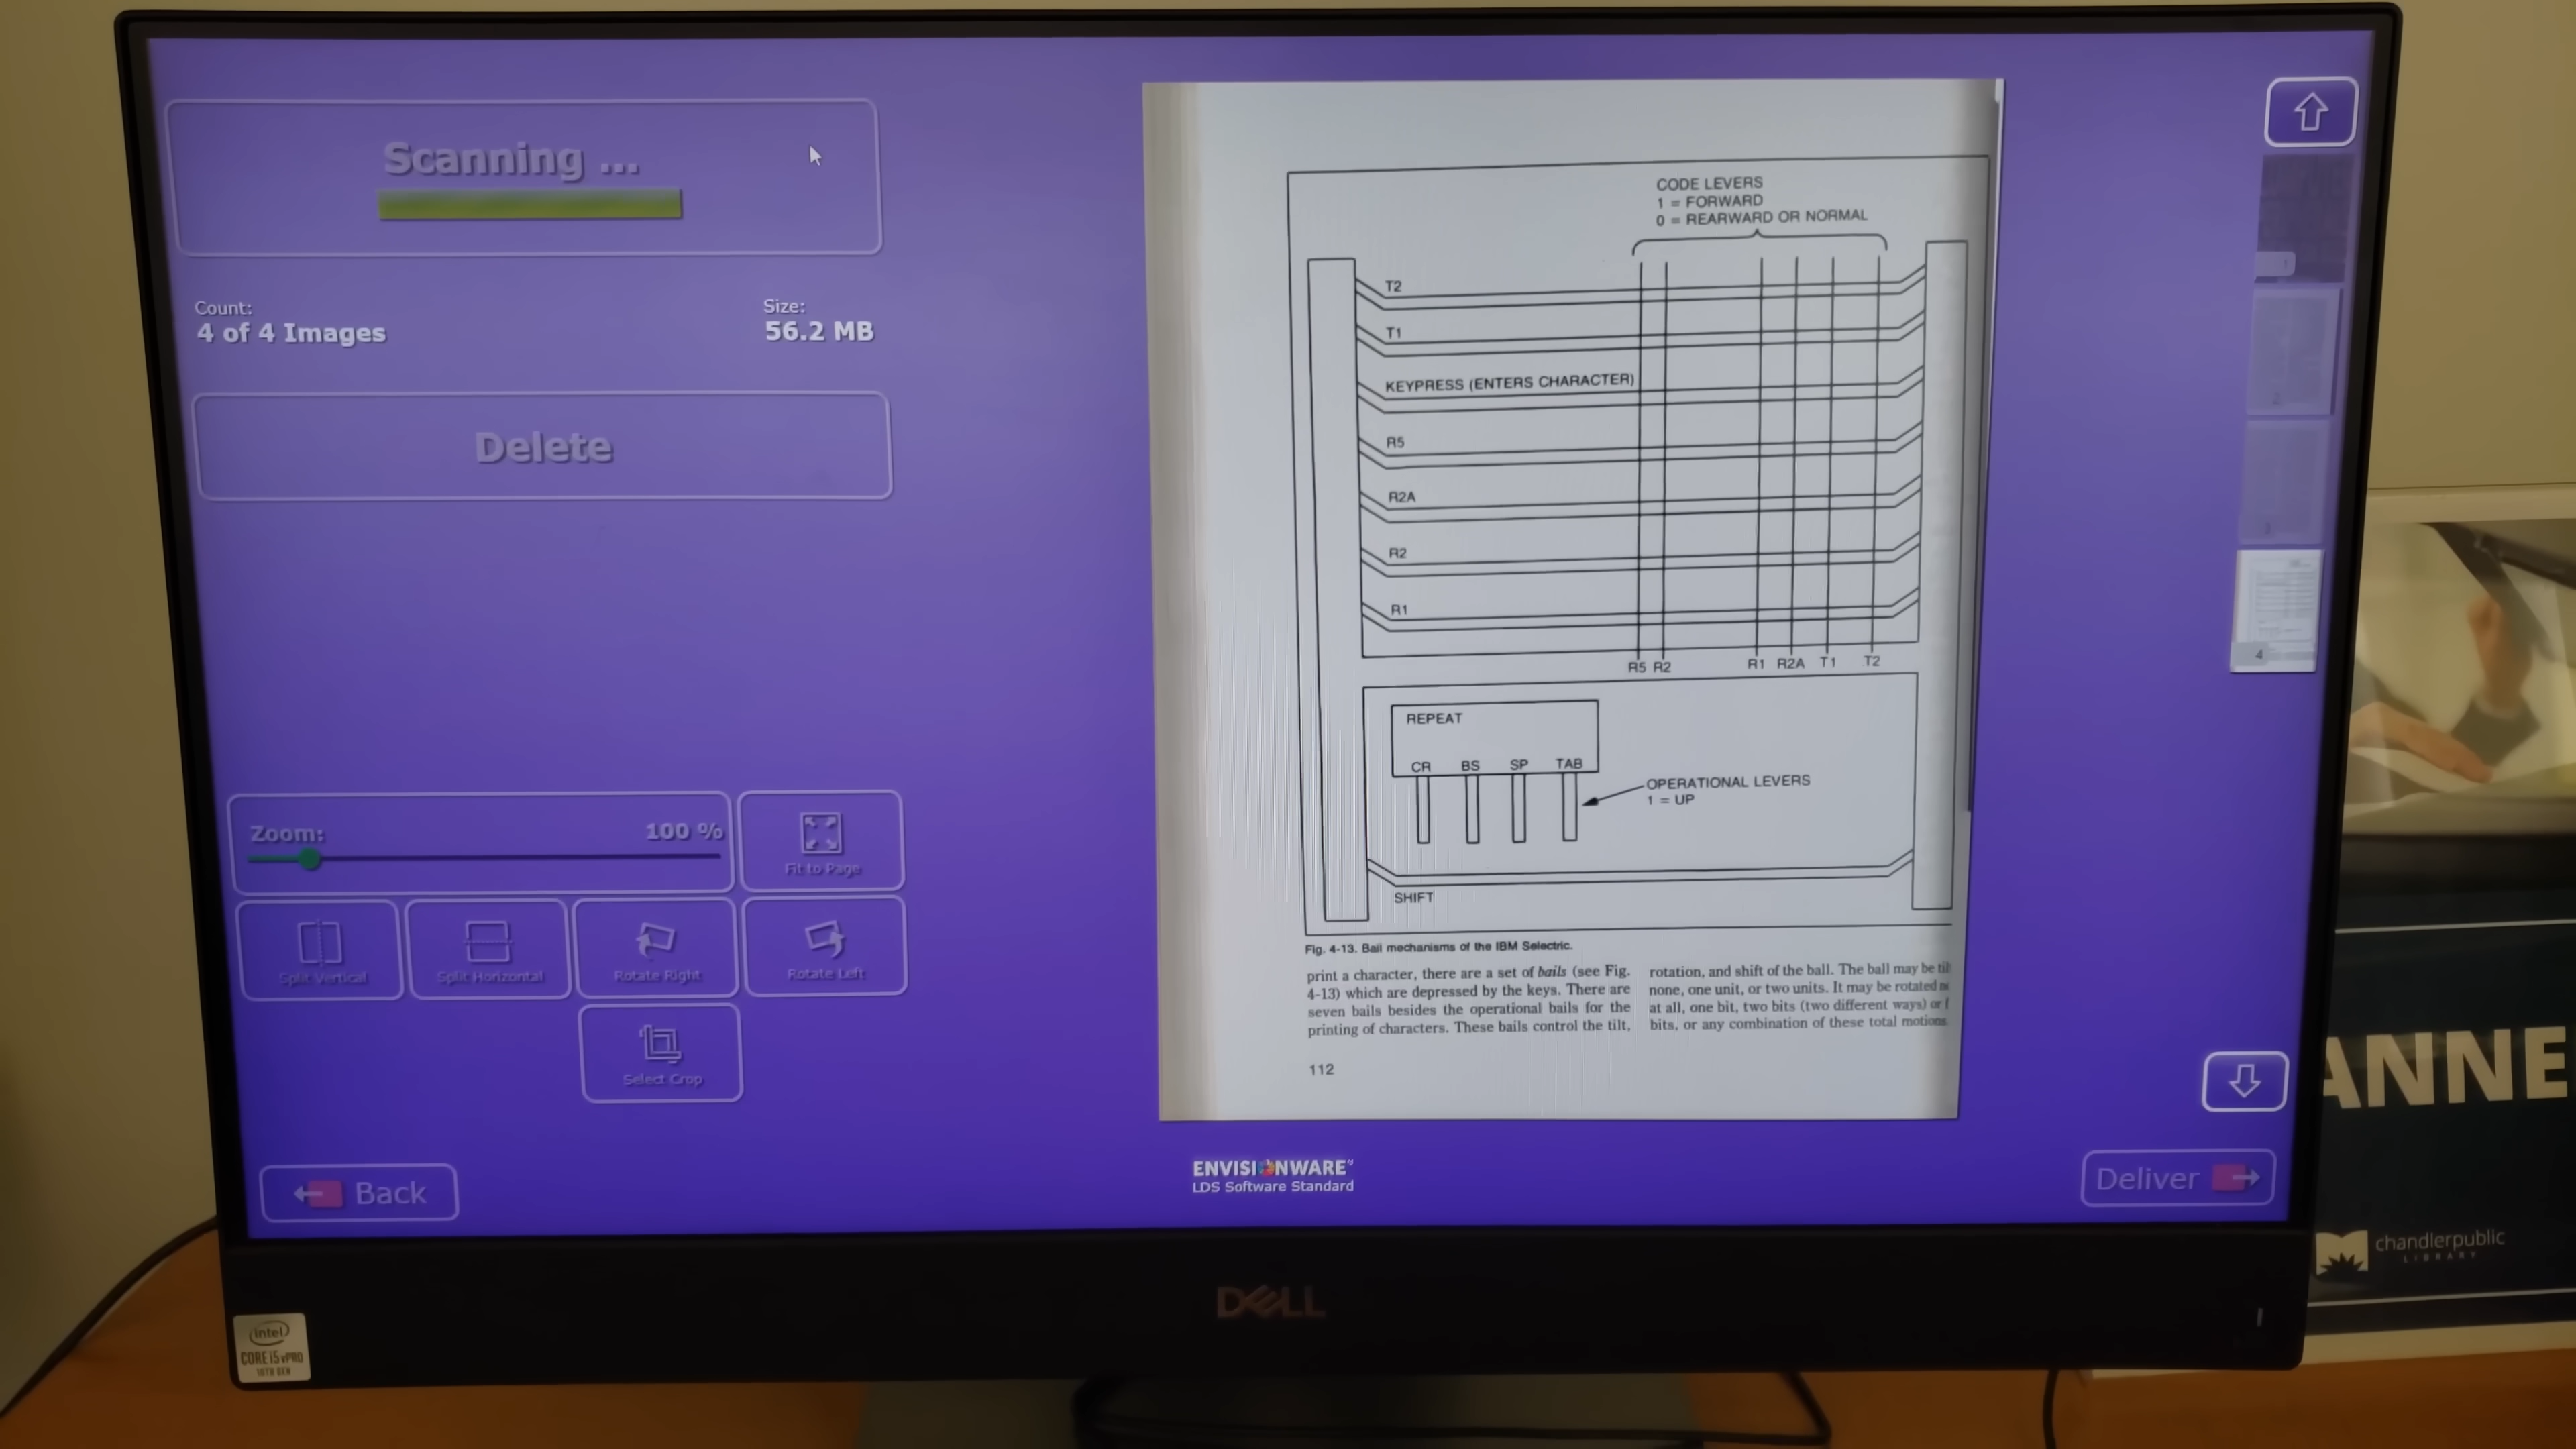 Scanning ...
Count:
4 of 4 Images
Size:
56.2 MB
Delete
Zoom:
100 %
Fit to Page
Split Vertical
Split Horizontal
Rotate Right
Rotate Left
Select Crop
Back
CODE LEVERS
1 = FORWARD
0 = REARWARD OR NORMAL
T2
T1
KEYPRESS (ENTERS CHARACTER)
R5
R2A
R2
R1
R5 R2 R1 R2A T1 T2
REPEAT
CR BS SP TAB
OPERATIONAL LEVERS
1 = UP
SHIFT
Fig. 4-13. Bail mechanisms of the IBM Selectric.
print a character, there are a set of bails (see Fig.
4-13) which are depressed by the keys. There are
seven bails besides the operational bails for the
printing of characters. These bails control the tilt,
rotation, and shift of the ball. The ball may be
none, one unit, or two units. It may be rotated
at all, one bit, two bits (two different ways) or
bits, or any combination of these total motions
112
ENVISIONWARE
LDS Software Standard
2
4
Deliver
DELL
intel
CORE i5 vPRO
10TH GEN
ANNE
chandlerpublic
LIBRARY